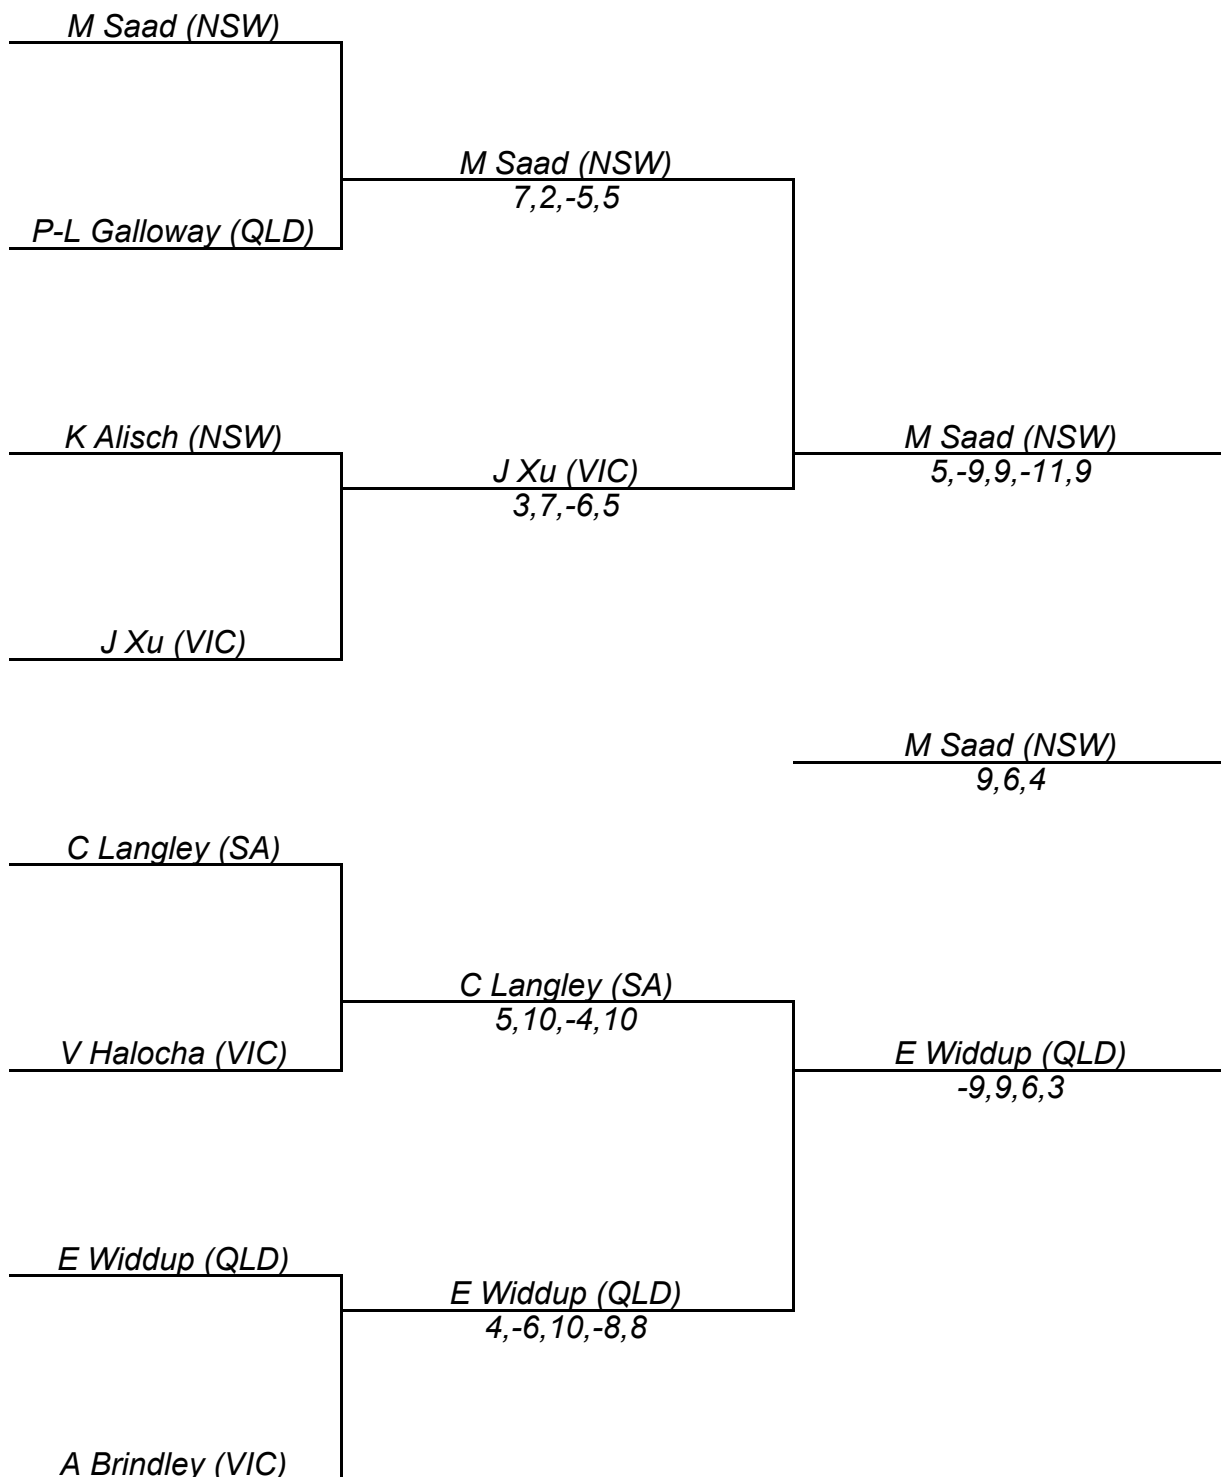 M Saad (NSW)
M Saad (NSW)
7,2,-5,5
P-L Galloway (QLD)
K Alisch (NSW)
M Saad (NSW)
5,-9,9,-11,9
J Xu (VIC)
3,7,-6,5
J Xu (VIC)
M Saad (NSW)
9,6,4
C Langley (SA)
C Langley (SA)
5,10,-4,10
V Halocha (VIC)
E Widdup (QLD)
-9,9,6,3
E Widdup (QLD)
E Widdup (QLD)
4,-6,10,-8,8
A Brindley (VIC)